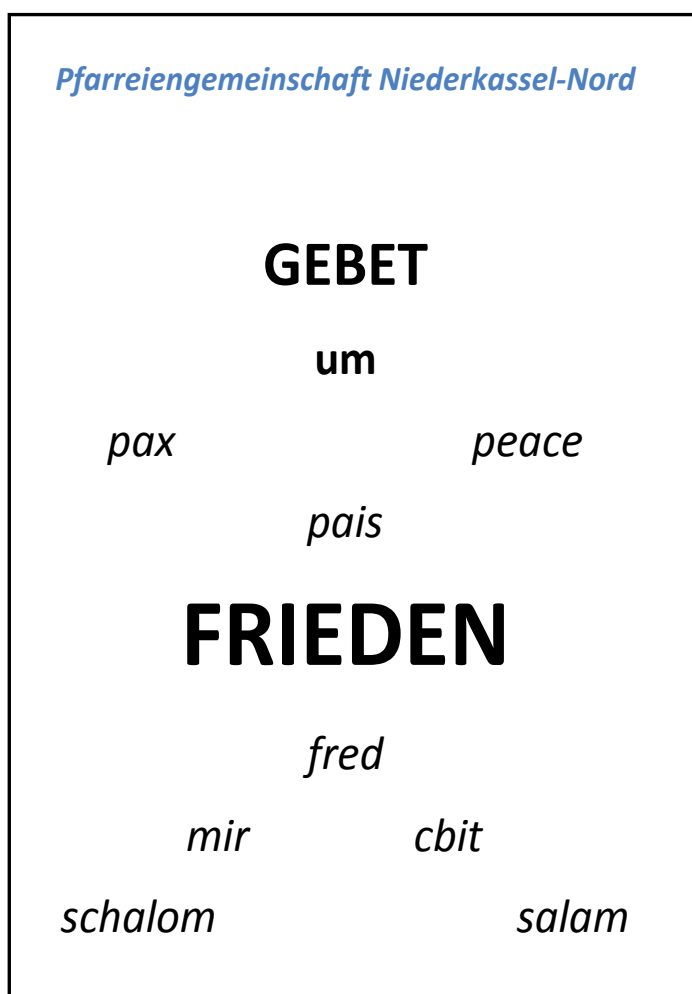 Pfarreiengemeinschaft Niederkassel-Nord
GEBET
um
pax peace
pais
FRIEDEN
fred
mir cbit
schalom salam